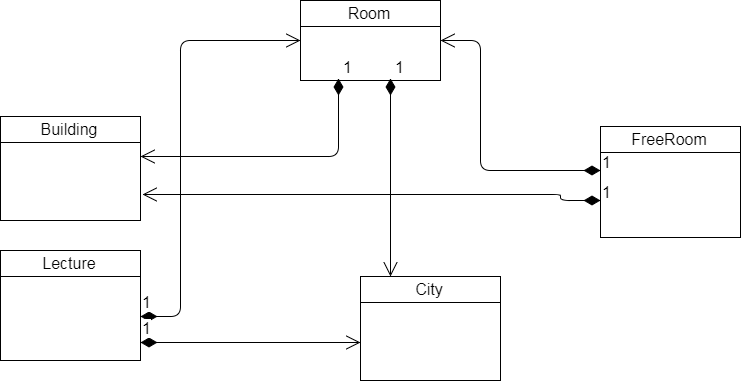 Room
1 1
Building
FreeRoom
1
1
Lecture
City
1
1